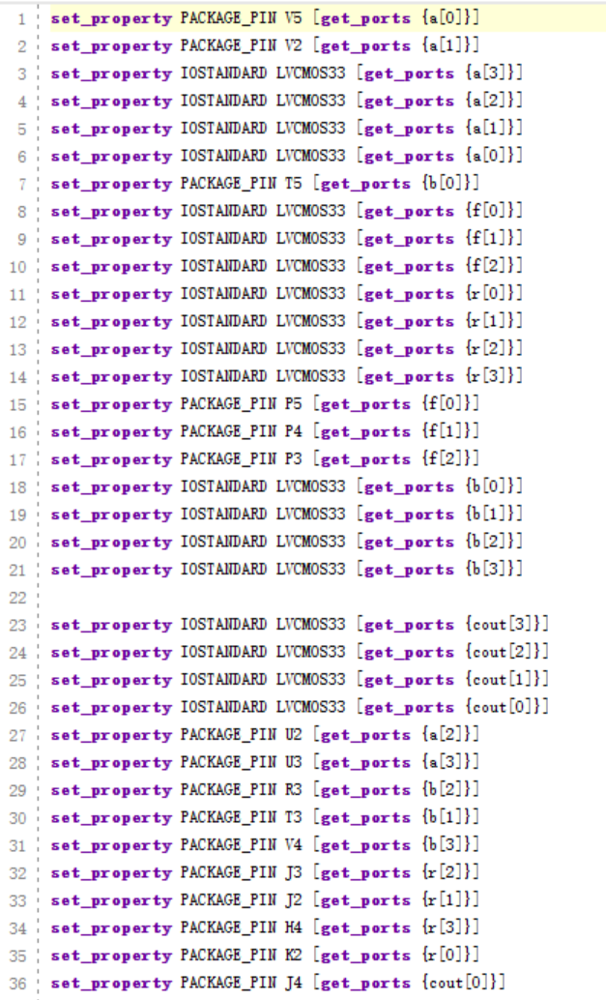 1 set_property PACKAGE_PIN V5 [get_ports {a[0]}]
2 set_property PACKAGE_PIN V2 [get_ports {a[1]}]
3 set_property IOSTANDARD LVCMOS33 [get_ports {a[3]}]
4 set_property IOSTANDARD LVCMOS33 [get_ports {a[2]}]
5 set_property IOSTANDARD LVCMOS33 [get_ports {a[1]}]
6 set_property IOSTANDARD LVCMOS33 [get_ports {a[0]}]
7 set_property PACKAGE_PIN T5 [get_ports {b[0]}]
8 set_property IOSTANDARD LVCMOS33 [get_ports {f[0]}]
9 set_property IOSTANDARD LVCMOS33 [get_ports {f[1]}]
10 set_property IOSTANDARD LVCMOS33 [get_ports {f[2]}]
11 set_property IOSTANDARD LVCMOS33 [get_ports {r[0]}]
12 set_property IOSTANDARD LVCMOS33 [get_ports {r[1]}]
13 set_property IOSTANDARD LVCMOS33 [get_ports {r[2]}]
14 set_property IOSTANDARD LVCMOS33 [get_ports {r[3]}]
15 set_property PACKAGE_PIN P5 [get_ports {f[0]}]
16 set_property PACKAGE_PIN P4 [get_ports {f[1]}]
17 set_property PACKAGE_PIN P3 [get_ports {f[2]}]
18 set_property IOSTANDARD LVCMOS33 [get_ports {b[0]}]
19 set_property IOSTANDARD LVCMOS33 [get_ports {b[1]}]
20 set_property IOSTANDARD LVCMOS33 [get_ports {b[2]}]
21 set_property IOSTANDARD LVCMOS33 [get_ports {b[3]}]
22
23 set_property IOSTANDARD LVCMOS33 [get_ports {cout[3]}]
24 set_property IOSTANDARD LVCMOS33 [get_ports {cout[2]}]
25 set_property IOSTANDARD LVCMOS33 [get_ports {cout[1]}]
26 set_property IOSTANDARD LVCMOS33 [get_ports {cout[0]}]
27 set_property PACKAGE_PIN U2 [get_ports {a[2]}]
28 set_property PACKAGE_PIN U3 [get_ports {a[3]}]
29 set_property PACKAGE_PIN R3 [get_ports {b[2]}]
30 set_property PACKAGE_PIN T3 [get_ports {b[1]}]
31 set_property PACKAGE_PIN V4 [get_ports {b[3]}]
32 set_property PACKAGE_PIN J3 [get_ports {r[2]}]
33 set_property PACKAGE_PIN J2 [get_ports {r[1]}]
34 set_property PACKAGE_PIN H4 [get_ports {r[3]}]
35 set_property PACKAGE_PIN K2 [get_ports {r[0]}]
36 set_property PACKAGE_PIN J4 [get_ports {cout[0]}]